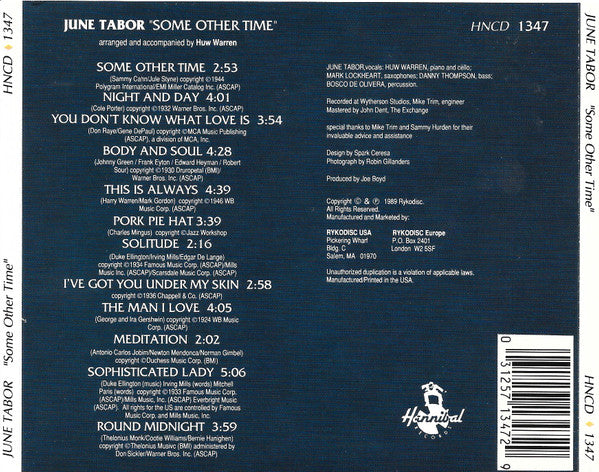 JUNE TABOR "SOME OTHER TIME"
HNCD 1347
arranged and accompanied by Huw Warren
SOME OTHER TIME 2:53
(Sammy Cahn/Jule Styne) copyright ©1944
Polygram International/EMI Miller Catalog Inc. (ASCAP)
NIGHT AND DAY 4:01
(Cole Porter) copyright ©1932 Warner Bros. Inc. (ASCAP)
YOU DON'T KNOW WHAT LOVE IS 3:54
(Don Raye/Gene DePaul) copyright ©MCA Music Publishing
(ASCAP), a division of MCA, Inc.
BODY AND SOUL 4:28
(Johnny Green / Frank Eyton / Edward Heyman / Robert
Sour) copyright ©1930 Druropetal (BMI)/
Warner Bros. Inc. (ASCAP)
THIS IS ALWAYS 4:39
(Harry Warren/Mark Gordon) copyright ©1946 WB
Music Corp. (ASCAP)
PORK PIE HAT 3:39
(Charles Mingus) copyright ©Jazz Workshop
SOLITUDE 2:16
(Duke Ellington/Irving Mills/Edgar De Lange)
copyright ©1934 Famous Music Corp. (ASCAP)/Mills
Music Inc. (ASCAP)/Scarsdale Music Corp. (ASCAP)
I'VE GOT YOU UNDER MY SKIN 2:58
copyright ©1936 Chappell & Co. (ASCAP)
THE MAN I LOVE 4:05
(George and Ira Gershwin) copyright ©1924 WB Music
Corp. (ASCAP)
MEDITATION 2:02
(Antonio Carlos Jobim/Newton Mendonca/Norman Gimbel)
copyright ©Duchess Music Corp. (BMI)
SOPHISTICATED LADY 5:06
(Duke Ellington (music) Irving Mills (words) Mitchell
Paris (words) copyright ©1933 Famous Music Corp.
(ASCAP)/Mills Music, Inc. (ASCAP) Everbright Music
(ASCAP). All rights for the US are controlled by Famous
Music Corp. and Mills Music, Inc. (ASCAP)
ROUND MIDNIGHT 3:59
(Thelonius Monk/Cootie Williams/Bernie Hanighen)
copyright ©Thelonius Musivc (BMI) administered by
Don Sickler/Warner Bros. Inc. (ASCAP)
JUNE TABOR,vocals: HUW WARREN, piano and cello;
MARK LOCKHEART, saxophones; DANNY THOMPSON, bass;
BOSCO DE OLIVERA, percussion.
Recorded at Wytherson Studios, Mike Trim, engineer
Mastered by John Dent, The Exchange
special thanks to Mike Trim and Sammy Hurden for their
invaluable advice and assistance
Design by Spark Ceresa
Photograph by Robin Gillanders
Produced by Joe Boyd
Copyright © & ℗ 1989 Rykodisc.
All Rights Reserved.
Manufactured and Marketed by:
RYKODISC USA
Pickering Wharf
Bldg. C
Salem, MA 01970
RYKODISC Europe
P.O. Box 2401
London W2 5SF
Unauthorized duplication is a violation of applicable laws.
Manufactured/Printed in the USA.
Hannibal
RECORDS
0 31257 13472 9
JUNE TABOR "Some Other Time" HNCD ♦ 1347
JUNE TABOR "Some Other Time" HNCD ♦ 1347